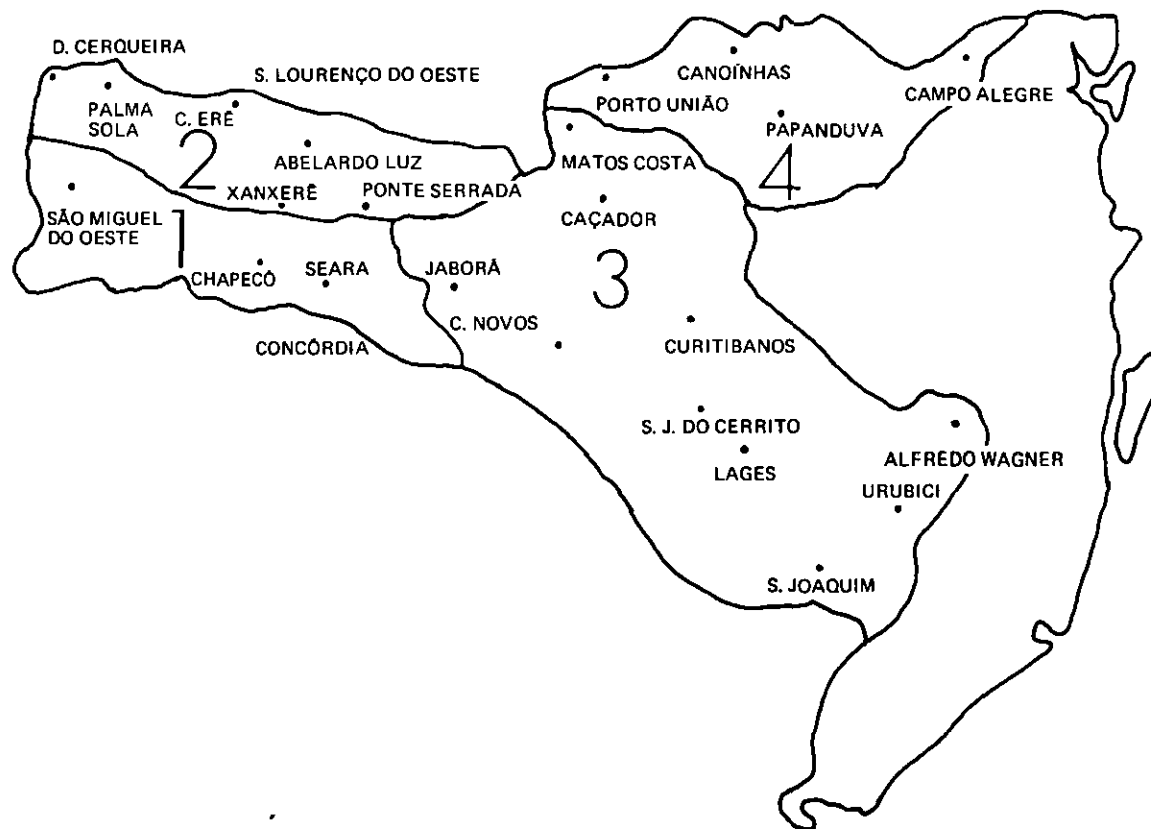 D. CERQUEIRA
S. LOURENÇO DO OESTE
CANOÍNHAS
PORTO UNIÃO
CAMPO ALEGRE
PALMA
SOLA
C. ERÊ
PAPANDUVA
2
ABELARDO LUZ
MATOS COSTA
4
XANXERÊ
PONTE SERRADA
CAÇADOR
SÃO MIGUEL
DO OESTE
1
3
CHAPECÔ
SEARA
JABORÁ
C. NOVOS
CONCÓRDIA
CURITIBANOS
S. J. DO CERRITO
LAGES
ALFREDO WAGNER
URUBICI
S. JOAQUIM